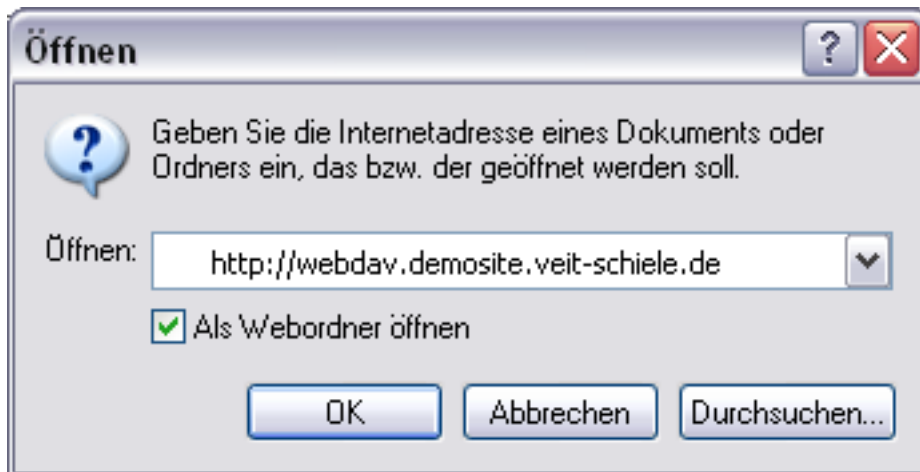 Öffnen
Geben Sie die Internetadresse eines Dokuments oder
Ordners ein, das bzw. der geöffnet werden soll.
Öffnen: http://webdav.demosite.veit-schiele.de
Als Webordner öffnen
OK Abbrechen Durchsuchen...